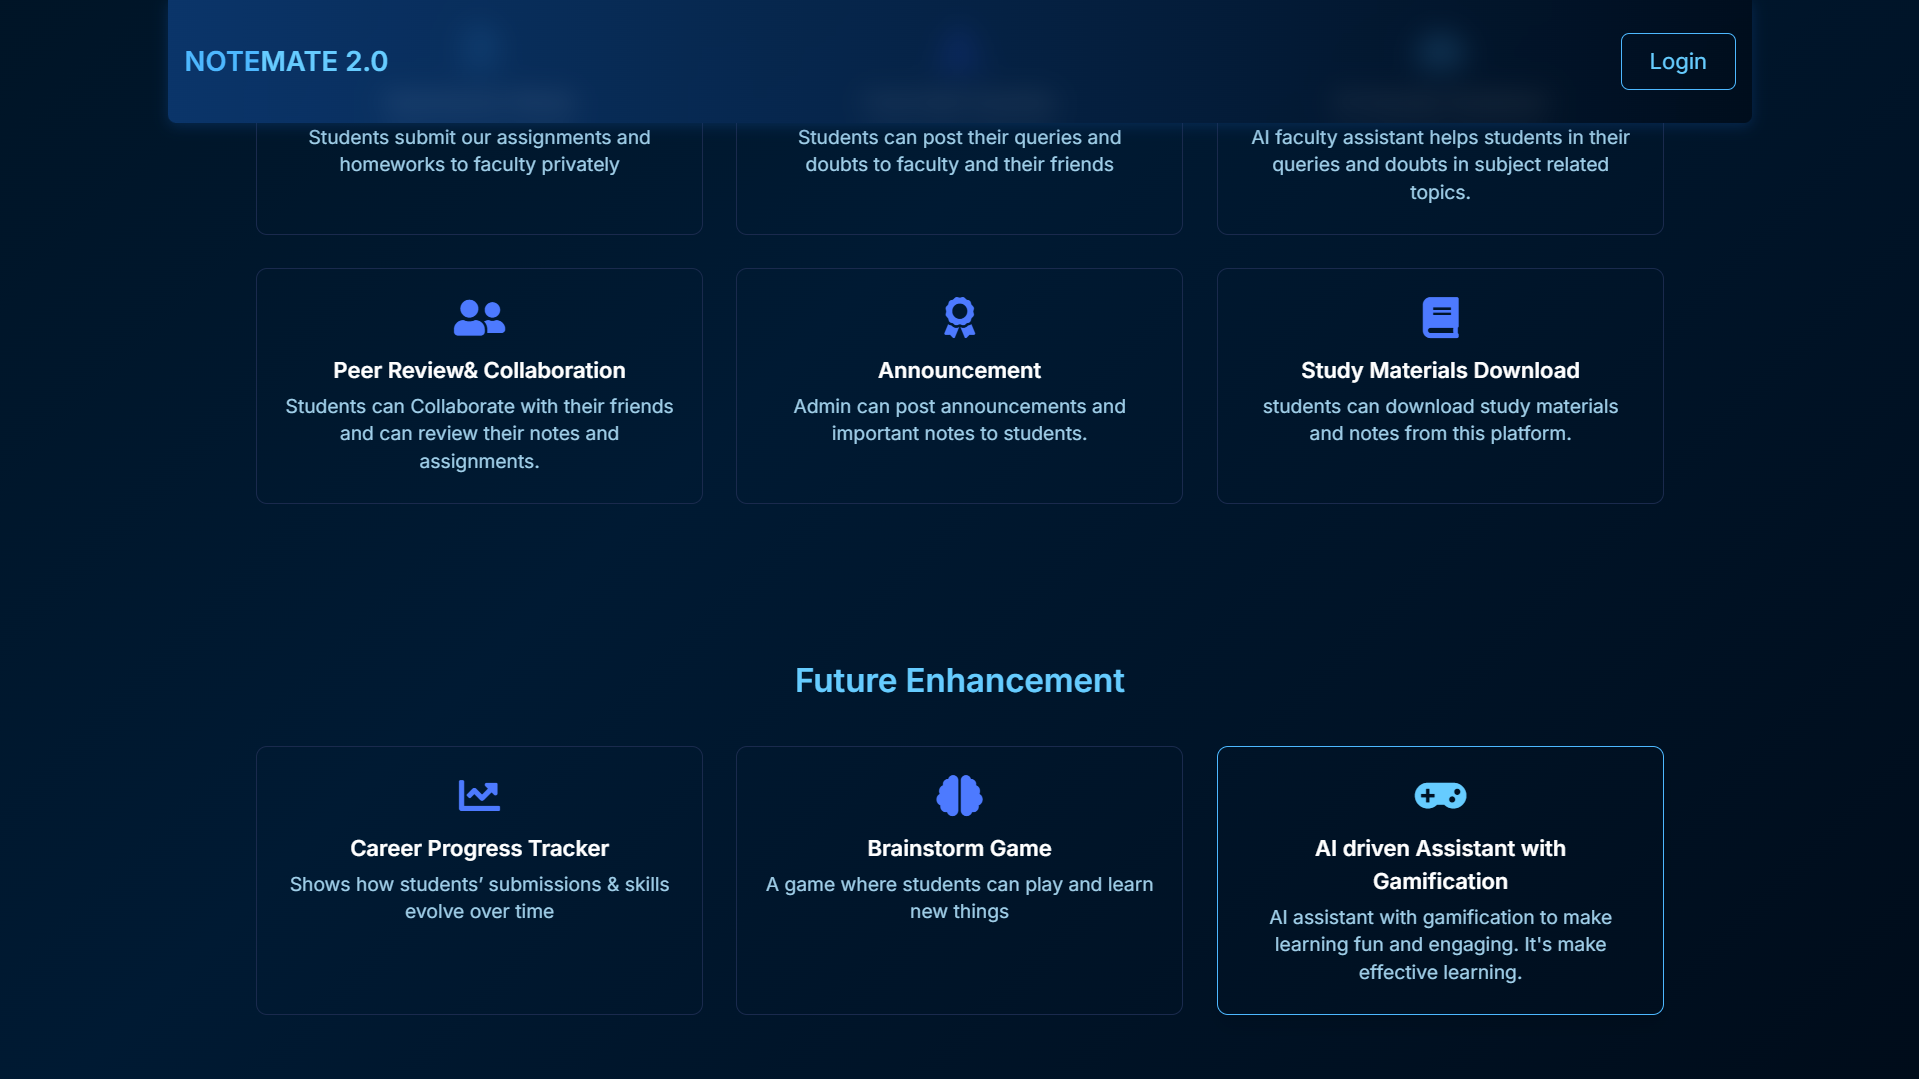 NOTEMATE 2.0
Login
Students submit our assignments and
homeworks to faculty privately
Students can post their queries and
doubts to faculty and their friends
AI faculty assistant helps students in their
queries and doubts in subject related
topics.
Peer Review& Collaboration
Students can Collaborate with their friends
and can review their notes and
assignments.
Announcement
Admin can post announcements and
important notes to students.
Study Materials Download
students can download study materials
and notes from this platform.
Future Enhancement
Career Progress Tracker
Shows how students’ submissions & skills
evolve over time
Brainstorm Game
A game where students can play and learn
new things
AI driven Assistant with
Gamification
AI assistant with gamification to make
learning fun and engaging. It's make
effective learning.